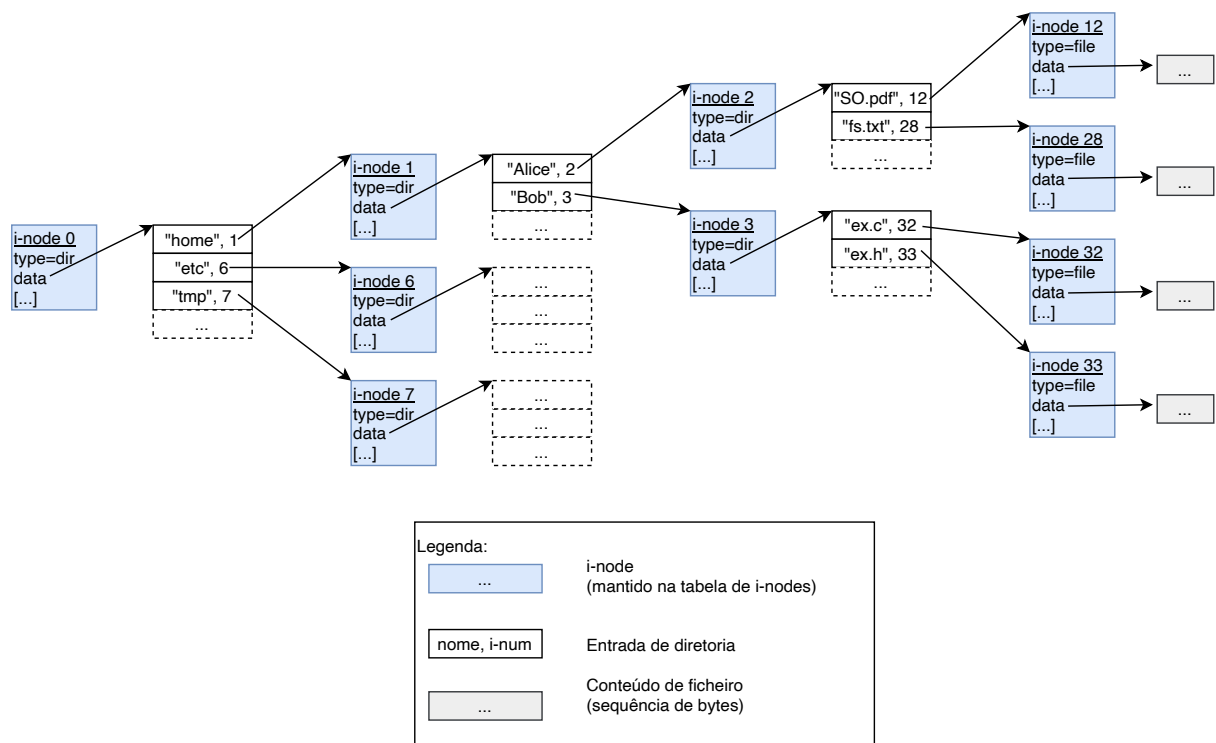 i-node 0
type=dir
data
[...]
"home", 1
"etc", 6
"tmp", 7
...
i-node 1
type=dir
data
[...]
i-node 6
type=dir
data
[...]
i-node 7
type=dir
data
[...]
"Alice", 2
"Bob", 3
...
...
...
...
...
...
...
i-node 2
type=dir
data
[...]
i-node 3
type=dir
data
[...]
"SO.pdf", 12
"fs.txt", 28
...
"ex.c", 32
"ex.h", 33
...
i-node 12
type=file
data
[...]
...
i-node 28
type=file
data
[...]
...
i-node 32
type=file
data
[...]
...
i-node 33
type=file
data
[...]
...
Legenda:
...
i-node
(mantido na tabela de i-nodes)
nome, i-num
Entrada de diretoria
...
Conteúdo de ficheiro
(sequência de bytes)